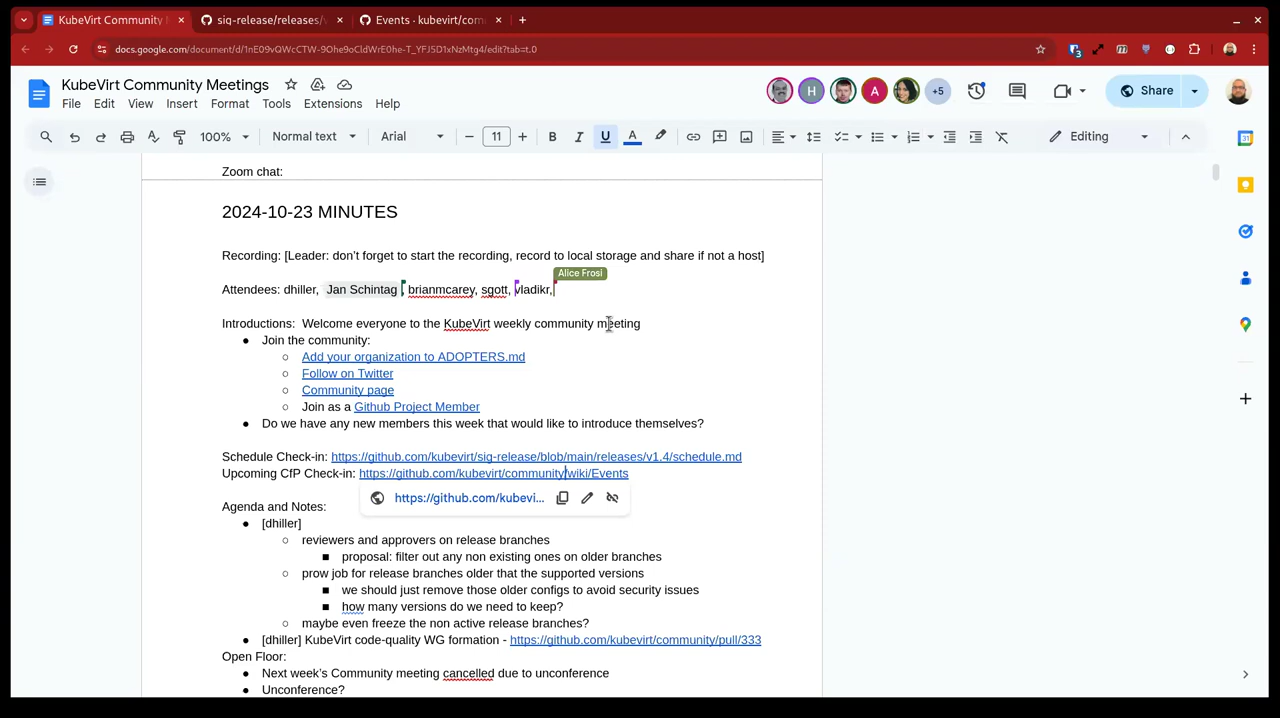 KubeVirt Community M
sig-release/releases/v
Events · kubevirt/com
docs.google.com/document/d/1nE09vQWcCTW-9Ohe9oCldWrE0he-T_YFJ5D1xNzMtg4/edit?tab=t.0
3
KubeVirt Community Meetings
H
A
+5
Share
File Edit View Insert Format Tools Extensions Help
100% Normal text Arial 11 B I U A Editing
Zoom chat:
2024-10-23 MINUTES
Recording: [Leader: don't forget to start the recording, record to local storage and share if not a host]
Alice Frosi
Attendees: dhiller, Jan Schintag , brianmcarey, sgott, vladikr,
Introductions: Welcome everyone to the KubeVirt weekly community meeting
● Join the community:
○ Add your organization to ADOPTERS.md
○ Follow on Twitter
○ Community page
○ Join as a Github Project Member
● Do we have any new members this week that would like to introduce themselves?
Schedule Check-in: https://github.com/kubevirt/sig-release/blob/main/releases/v1.4/schedule.md
Upcoming CfP Check-in: https://github.com/kubevirt/community/wiki/Events
https://github.com/kubevi...
Agenda and Notes:
● [dhiller]
○ reviewers and approvers on release branches
■ proposal: filter out any non existing ones on older branches
○ prow job for release branches older that the supported versions
■ we should just remove those older configs to avoid security issues
■ how many versions do we need to keep?
○ maybe even freeze the non active release branches?
● [dhiller] KubeVirt code-quality WG formation - https://github.com/kubevirt/community/pull/333
Open Floor:
● Next week's Community meeting cancelled due to unconference
● Unconference?